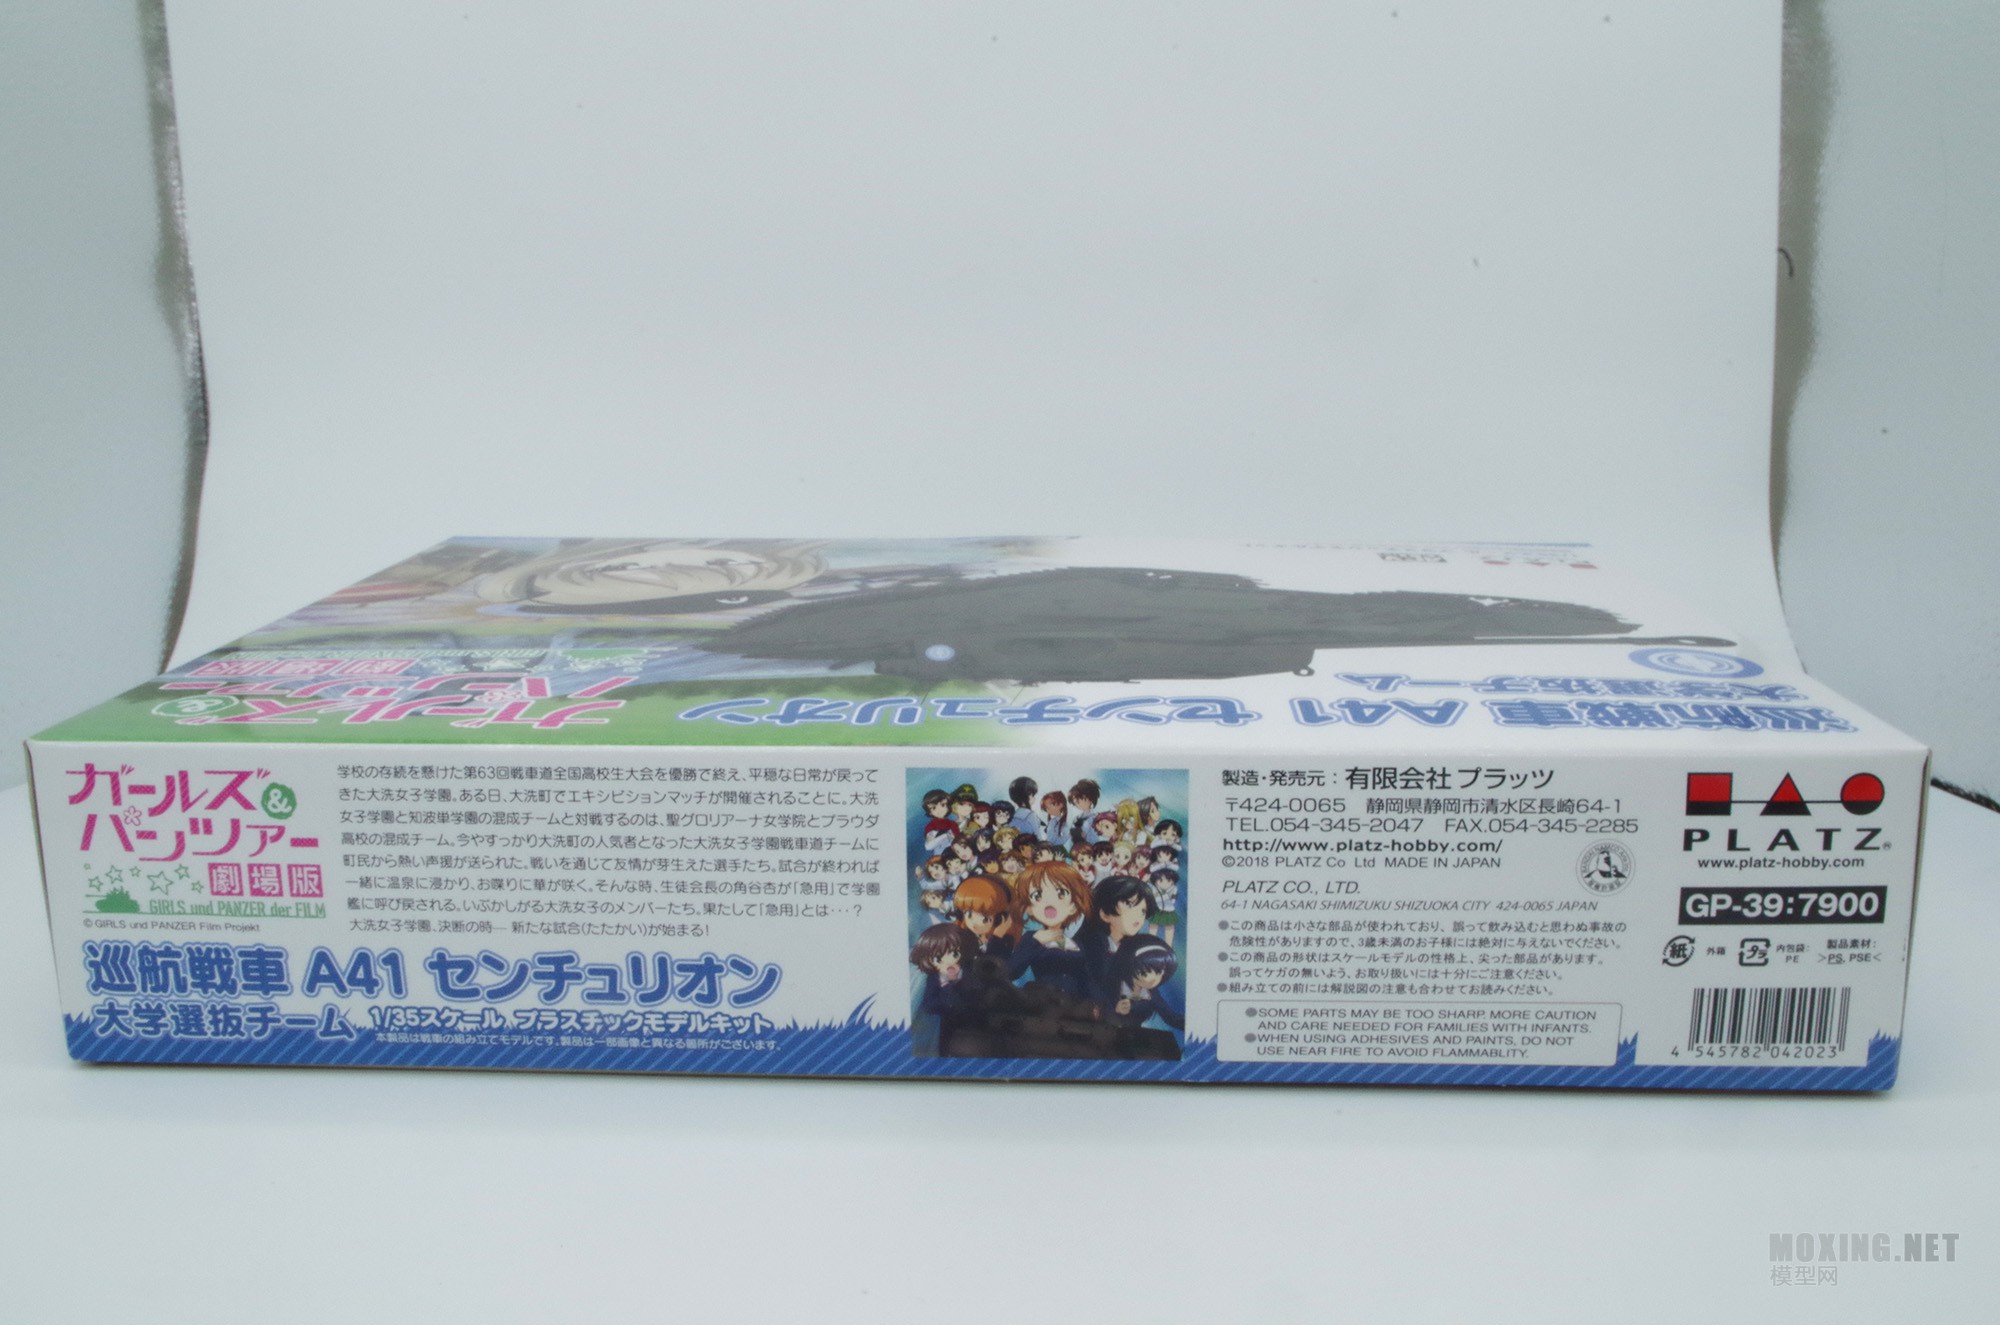 PLATZ
巡航戦車 A41 センチュリオン
大学選抜チーム
ガールズ&
パンツァー
劇場版
ガールズ&
パンツァー
劇場版
GIRLS und PANZER der FILM
© GIRLS und PANZER Film Projekt
学校の存続を懸けた第63回戦車道全国高校生大会を優勝で終え、平穏な日常が戻って
きた大洗女子学園。ある日、大洗町でエキシビションマッチが開催されることに。大洗
女子学園と知波単学園の混成チームと対戦するのは、聖グロリアーナ女学院とプラウダ
高校の混成チーム。今やすっかり大洗町の人気者となった大洗女子学園戦車道チームに
町民から熱い声援が送られた。戦いを通じて友情が芽生えた選手たち。試合が終われば
一緒に温泉に浸かり、お喋りに華が咲く。そんな時、生徒会長の角谷杏が「急用」で学園
艦に呼び戻される。いぶかしがる大洗女子のメンバーたち。果たして「急用」とは・・・?
大洗女子学園、決断の時― 新たな試合(たたかい)が始まる!
巡航戦車 A41 センチュリオン
大学選抜チーム 1/35スケール プラスチックモデルキット
本製品は戦車の組み立てモデルです。製品は一部画像と異なる箇所がございます。
製造・発売元:有限会社プラッツ
〒424-0065 静岡県静岡市清水区長崎64-1
TEL.054-345-2047 FAX.054-345-2285
http://www.platz-hobby.com/
©2018 PLATZ Co Ltd MADE IN JAPAN
PLATZ CO., LTD.
64-1 NAGASAKI SHIMIZUKU SHIZUOKA CITY 424-0065 JAPAN
●この商品は小さな部品が使われており、誤って飲み込むと思わぬ事故の
危険性がありますので、3歳未満のお子様には絶対に与えないでください。
●この商品の形状はスケールモデルの性格上、尖った部品があります。
誤ってケガの無いよう、お取り扱いには十分にご注意ください。
●組み立ての前には解説図の注意も合わせてお読みください。
●SOME PARTS MAY BE TOO SHARP. MORE CAUTION
AND CARE NEEDED FOR FAMILIES WITH INFANTS.
●WHEN USING ADHESIVES AND PAINTS, DO NOT
USE NEAR FIRE TO AVOID FLAMMABLITY.
PLATZ®
www.platz-hobby.com
GP-39:7900
紙 外箱 プラ 内包袋: PE 製品素材: >PS, PSE<
4 545782 042023
MOXING.NET
模型网